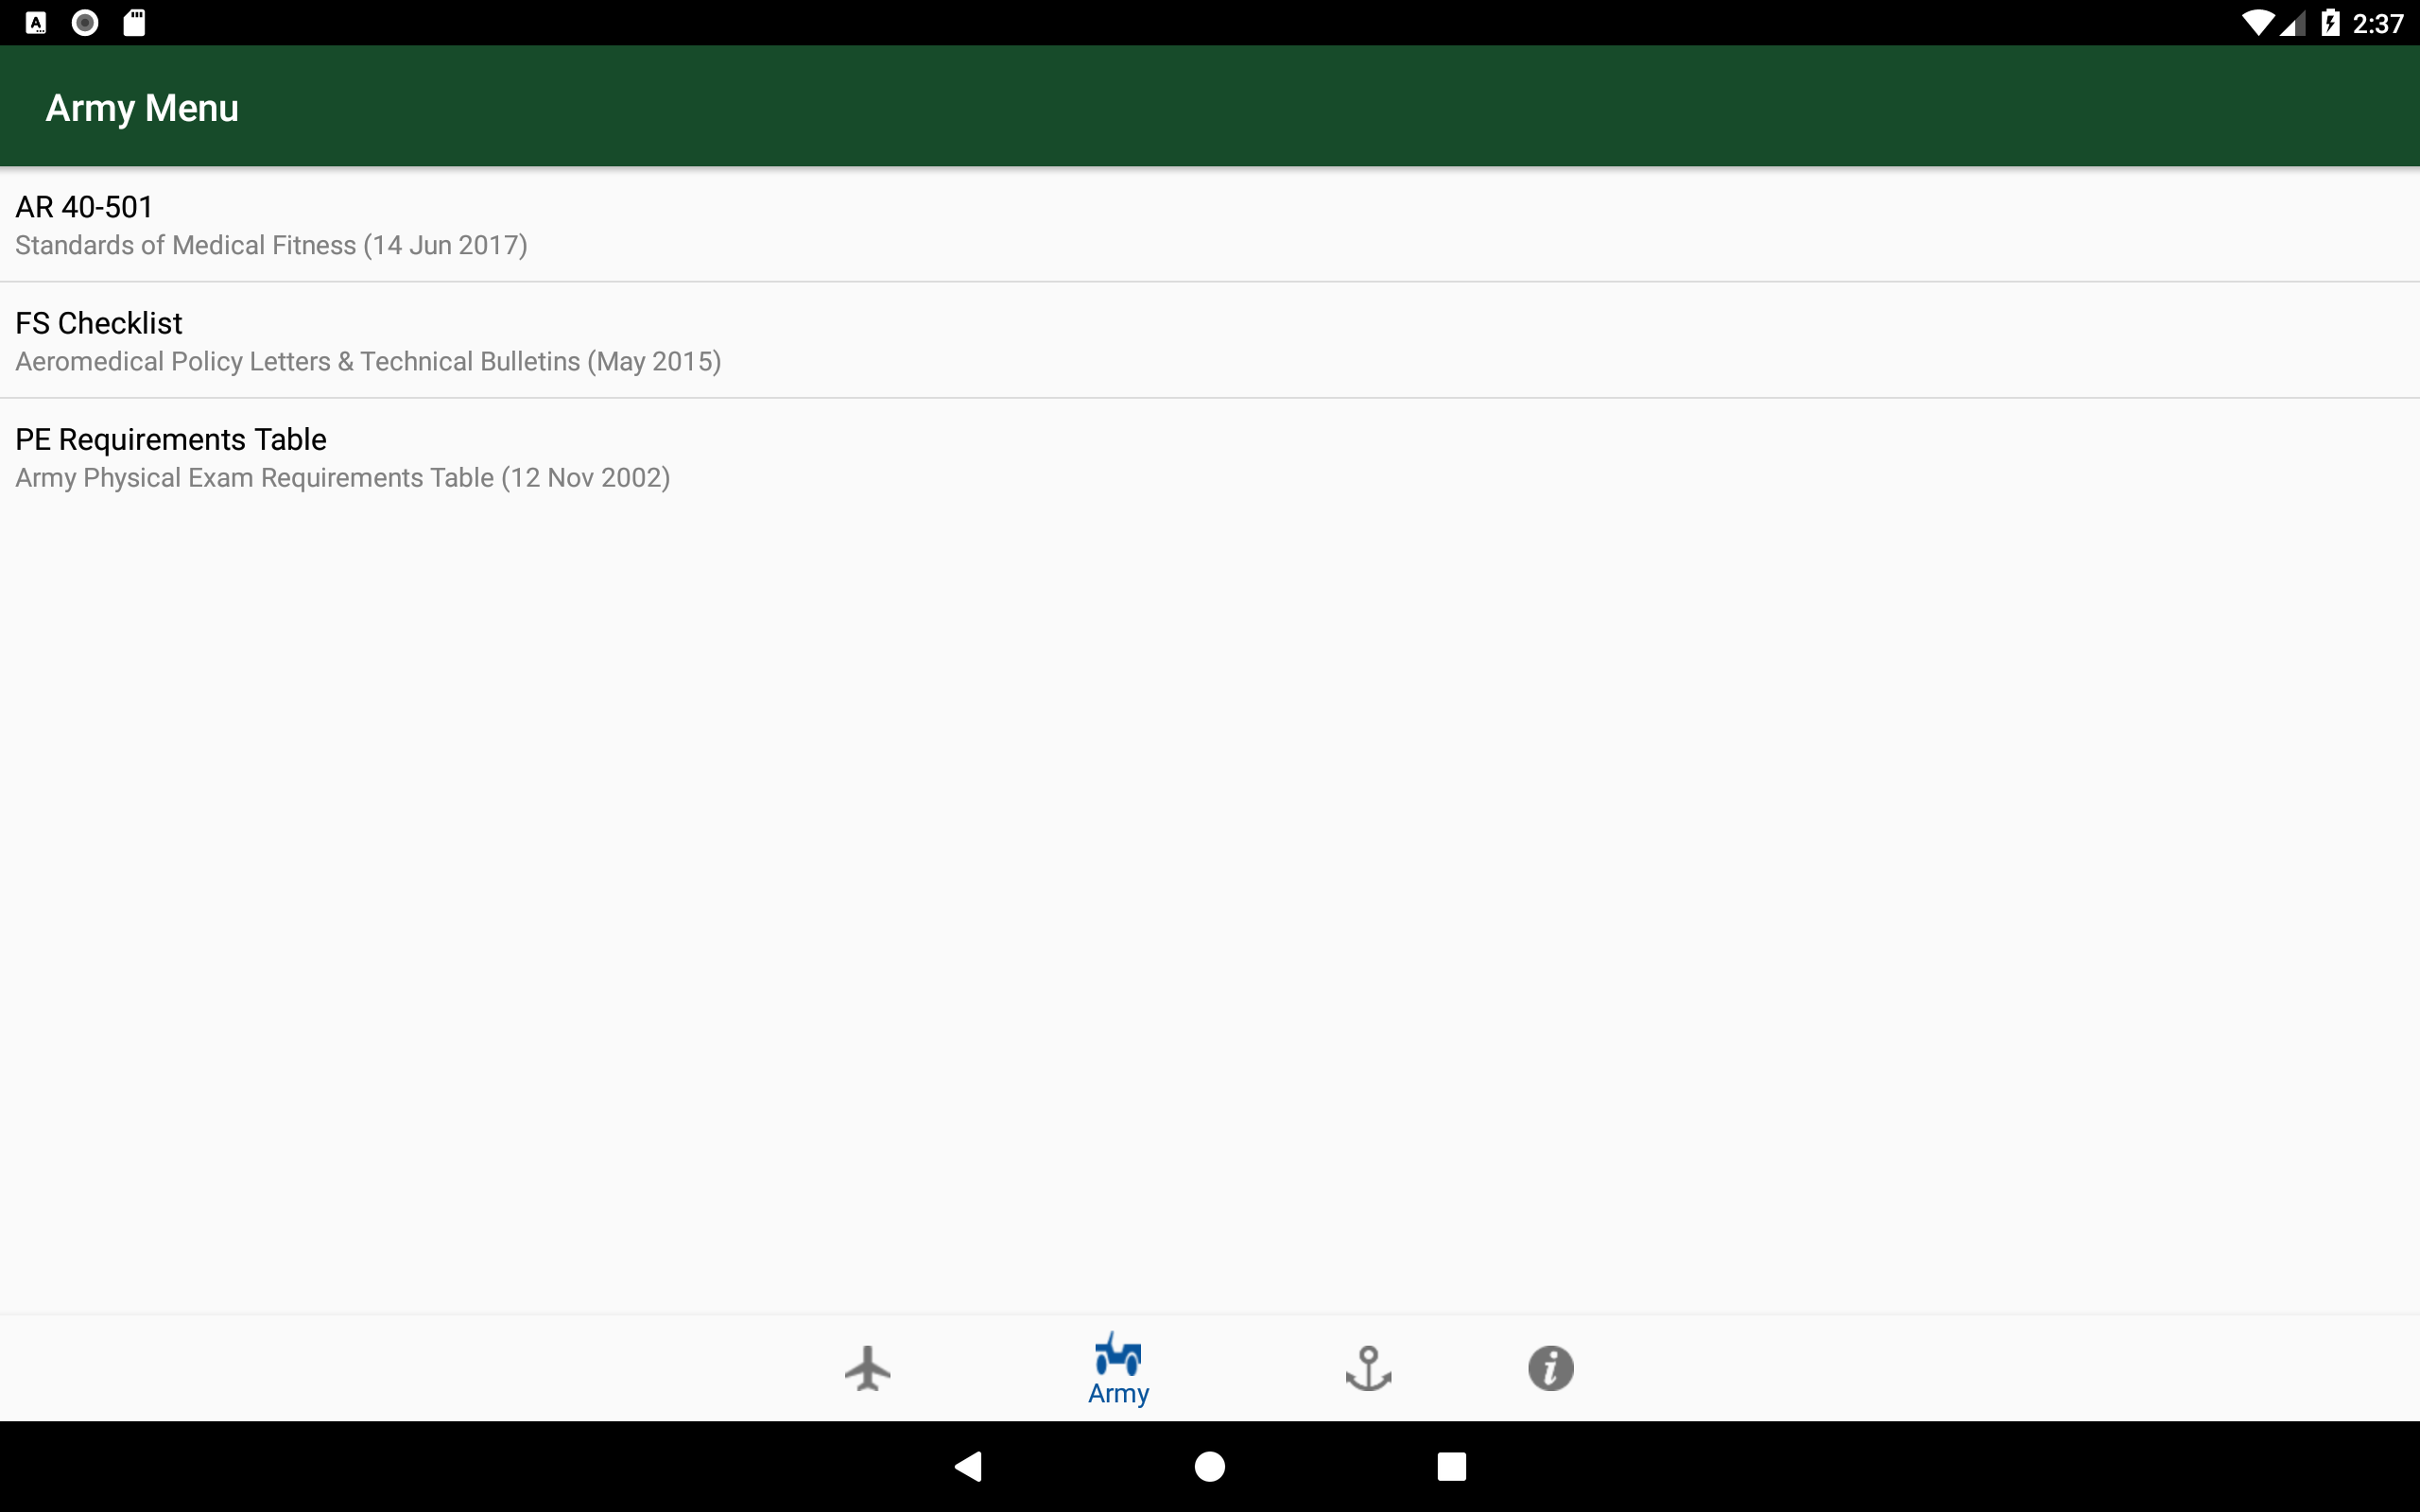 2:37
Army Menu
AR 40-501
Standards of Medical Fitness (14 Jun 2017)
FS Checklist
Aeromedical Policy Letters & Technical Bulletins (May 2015)
PE Requirements Table
Army Physical Exam Requirements Table (12 Nov 2002)
Army